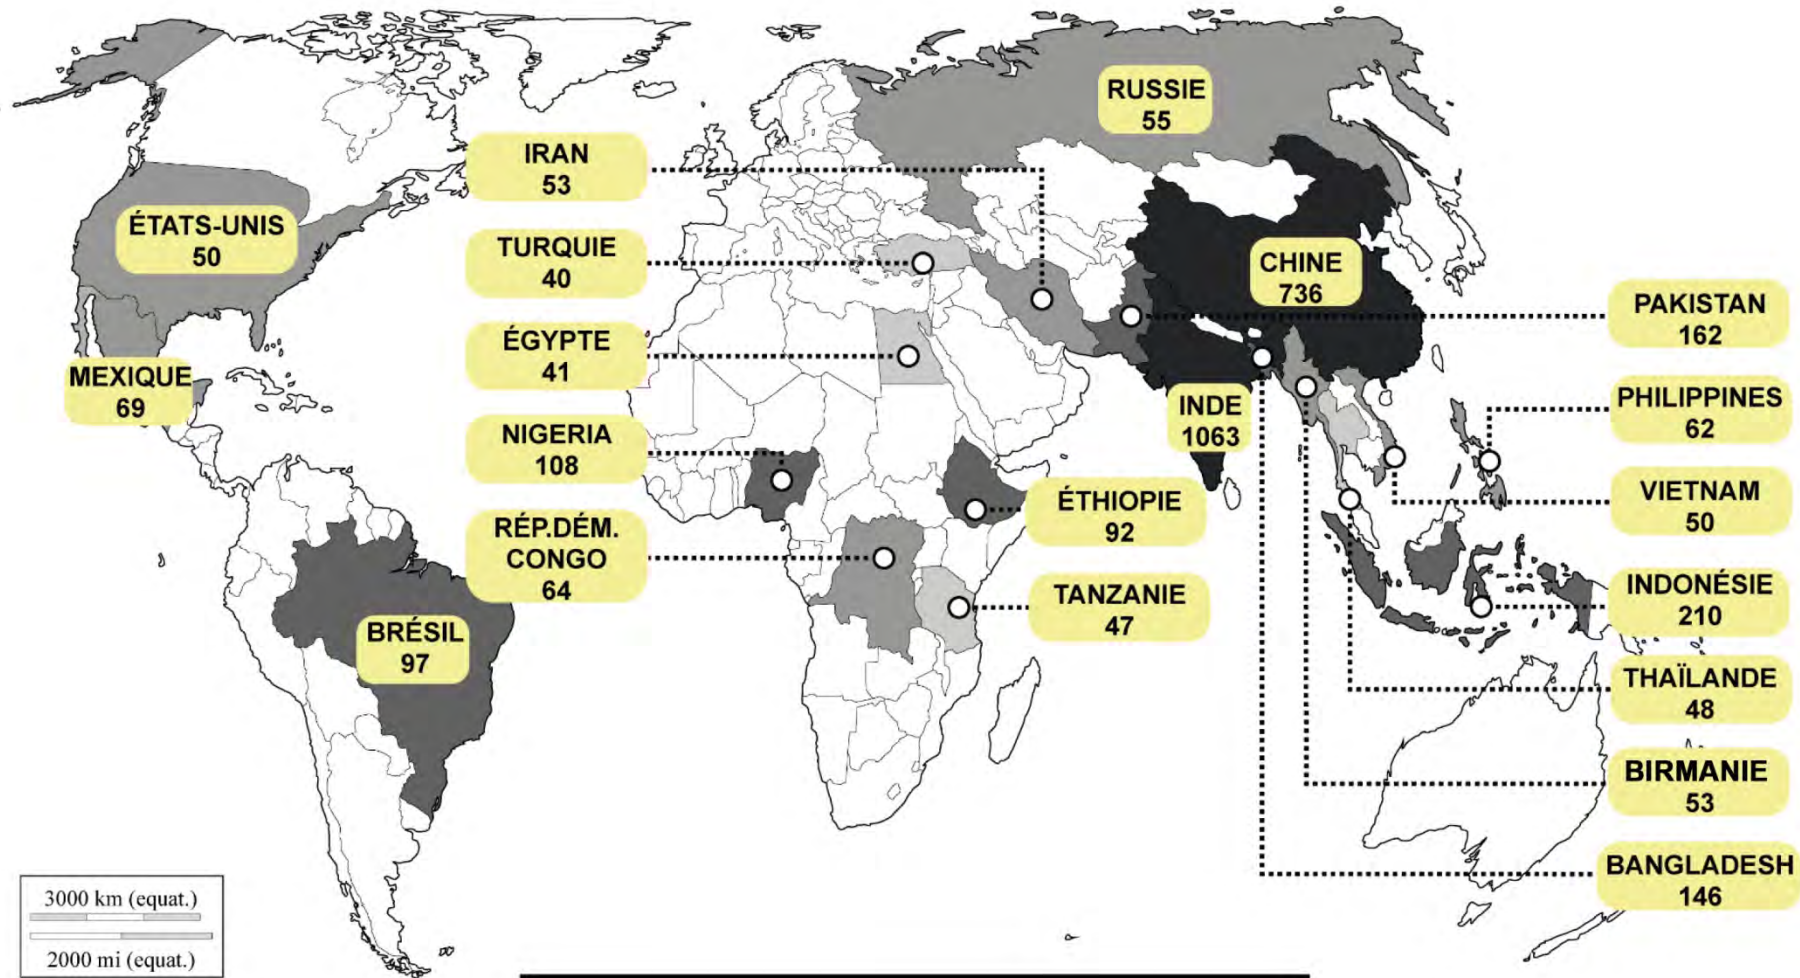 RUSSIE
55
IRAN
53
ÉTATS-UNIS
50
TURQUIE
40
CHINE
736
PAKISTAN
162
ÉGYPTE
41
MEXIQUE
69
INDE
1063
PHILIPPINES
62
NIGERIA
108
VIETNAM
50
ÉTHIOPIE
92
RÉP.DÉM.
CONGO
64
TANZANIE
47
INDONÉSIE
210
BRÉSIL
97
THAÏLANDE
48
BIRMANIE
53
BANGLADESH
146
3000 km (equat.)
2000 mi (equat.)